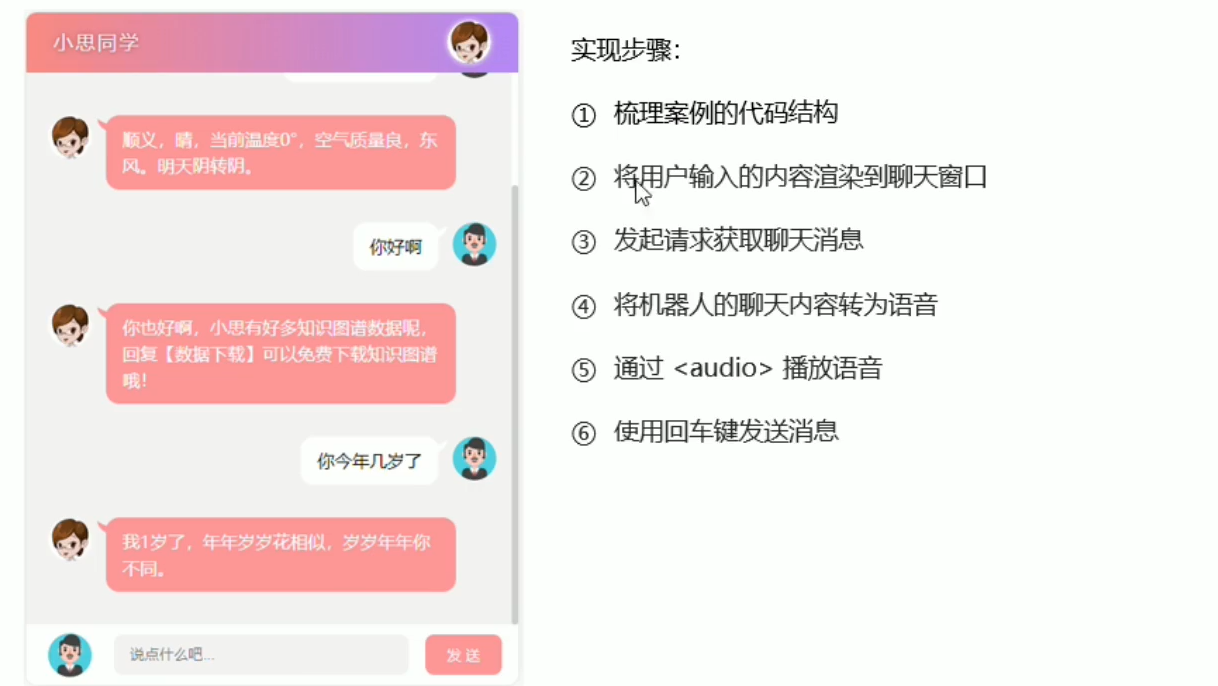 小思同学
顺义，晴，当前温度0°，空气质量良，东
风。明天阴转阴。
你好啊
你也好啊，小思有好多知识图谱数据呢，
回复【数据下载】可以免费下载知识图谱
哦！
你今年几岁了
我1岁了，年年岁岁花相似，岁岁年年你
不同。
说点什么吧...
发 送
实现步骤：
① 梳理案例的代码结构
② 将用户输入的内容渲染到聊天窗口
③ 发起请求获取聊天消息
④ 将机器人的聊天内容转为语音
⑤ 通过 <audio> 播放语音
⑥ 使用回车键发送消息